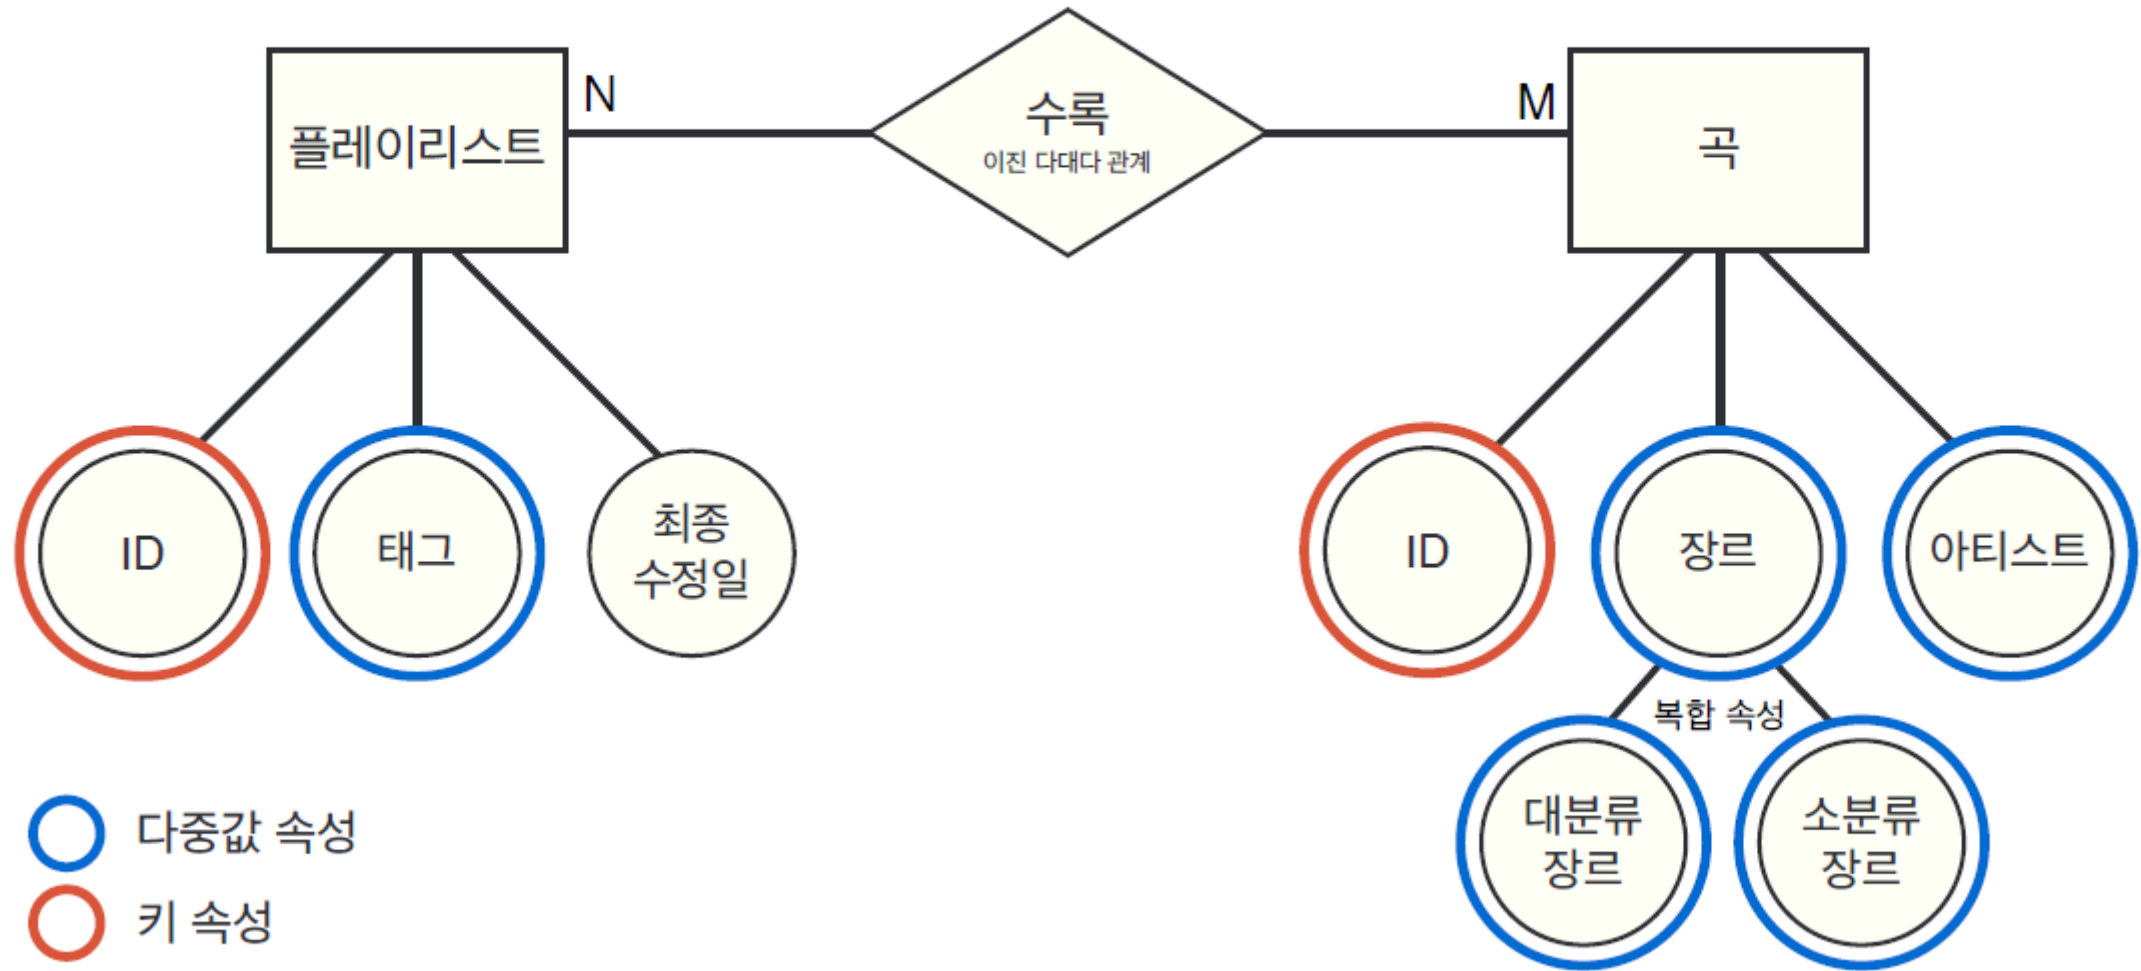 플레이리스트
N
수록
이진 다대다 관계
M
곡
ID
태그
최종
수정일
ID
장르
아티스트
복합 속성
대분류
장르
소분류
장르
다중값 속성
키 속성